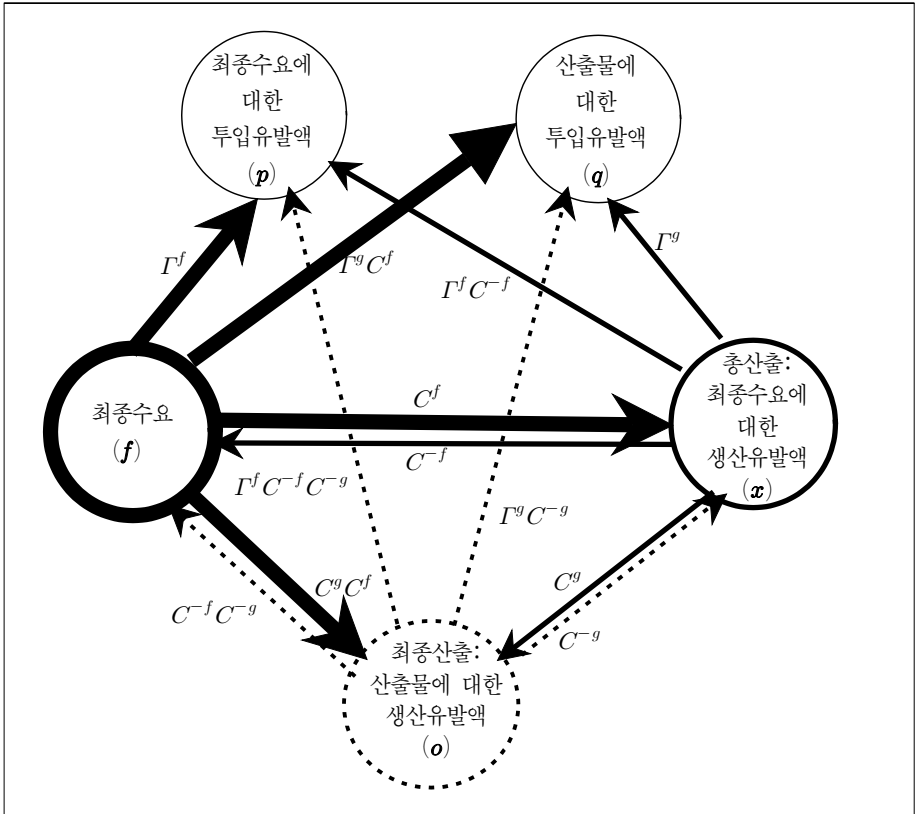 최종수요에
대한
투입유발액
(p)
산출물에
대한
투입유발액
(q)
Γ^f
Γ^g C^f
Γ^f C^{-f}
Γ^g
최종수요
(f)
C^f
C^{-f}
총산출:
최종수요에
대한
생산유발액
(x)
Γ^f C^{-f} C^{-g}
Γ^g C^{-g}
C^g C^f
C^{-f} C^{-g}
C^g
C^{-g}
최종산출:
산출물에 대한
생산유발액
(o)